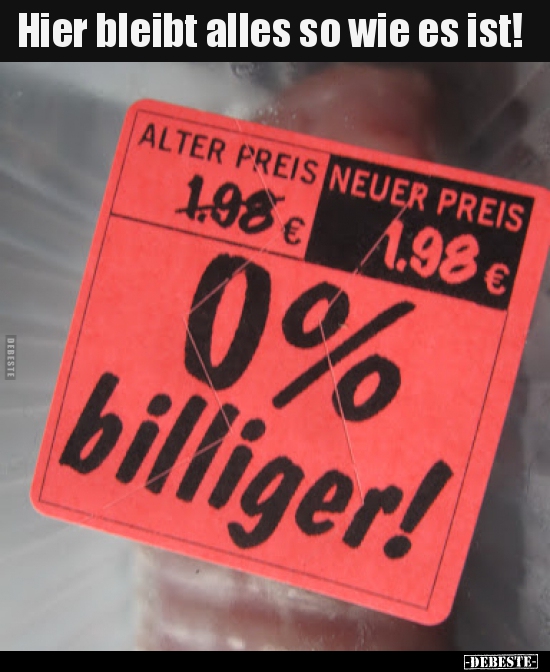 Hier bleibt alles so wie es ist!
ALTER PREIS
1.98 €
NEUER PREIS
1.98 €
0%
billiger!
DEBESTE
-DEBESTE-